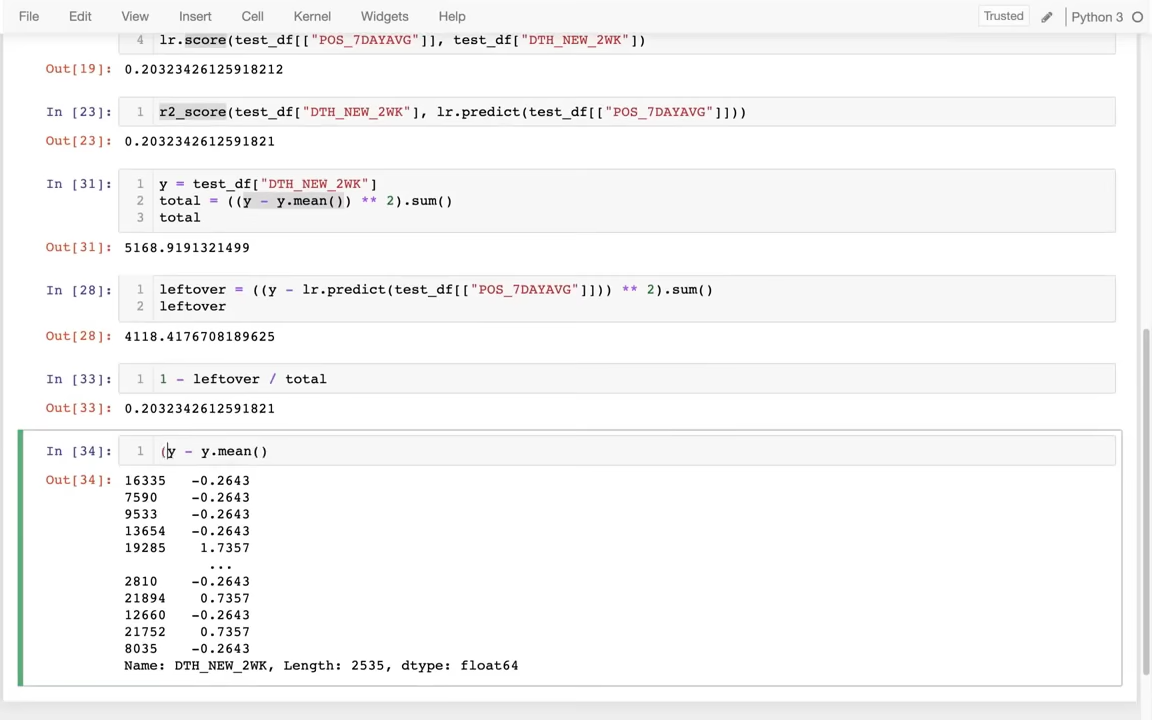 File Edit View Insert Cell Kernel Widgets Help Trusted Python 3
4 lr.score(test_df[["POS_7DAYAVG"]], test_df["DTH_NEW_2WK"])
Out[19]: 0.20323426125918212
In [23]: 1 r2_score(test_df["DTH_NEW_2WK"], lr.predict(test_df[["POS_7DAYAVG"]]))
Out[23]: 0.2032342612591821
In [31]: 1 y = test_df["DTH_NEW_2WK"]
2 total = ((y - y.mean()) ** 2).sum()
3 total
Out[31]: 5168.9191321499
In [28]: 1 leftover = ((y - lr.predict(test_df[["POS_7DAYAVG"]])) ** 2).sum()
2 leftover
Out[28]: 4118.4176708189625
In [33]: 1 1 - leftover / total
Out[33]: 0.2032342612591821
In [34]: 1 (y - y.mean()
Out[34]: 16335 -0.2643
7590 -0.2643
9533 -0.2643
13654 -0.2643
19285 1.7357
...
2810 -0.2643
21894 0.7357
12660 -0.2643
21752 0.7357
8035 -0.2643
Name: DTH_NEW_2WK, Length: 2535, dtype: float64